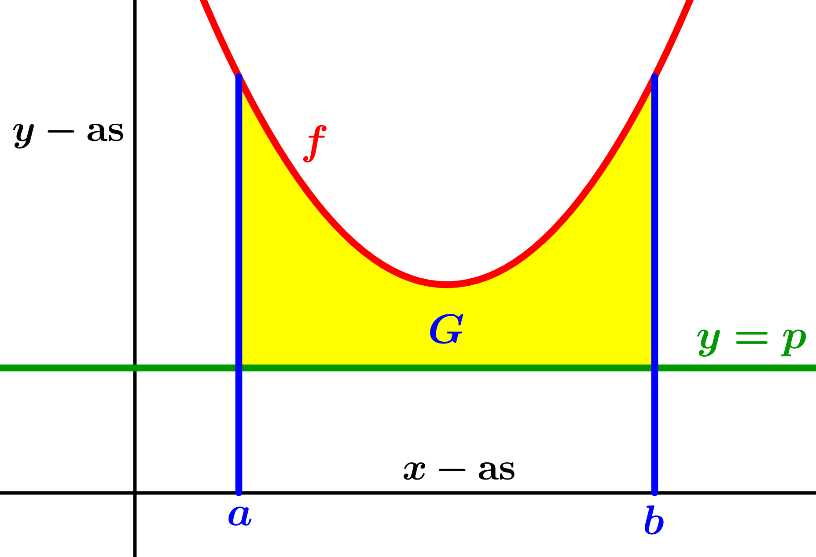 y − as
f
G
y = p
x − as
a
b